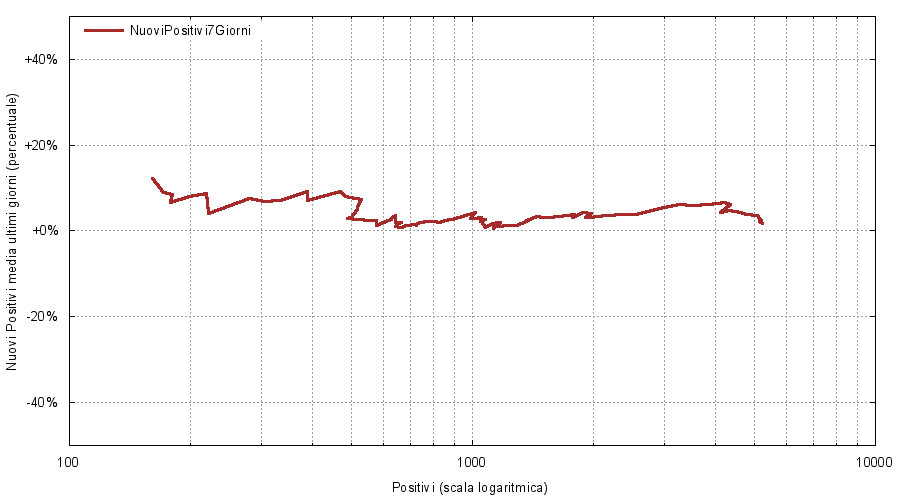 NuoviPositivi7Giorni
+40%
+20%
+0%
-20%
-40%
Nuovi Positivi media ultimi giorni (percentuale)
100
1000
10000
Positivi (scala logaritmica)